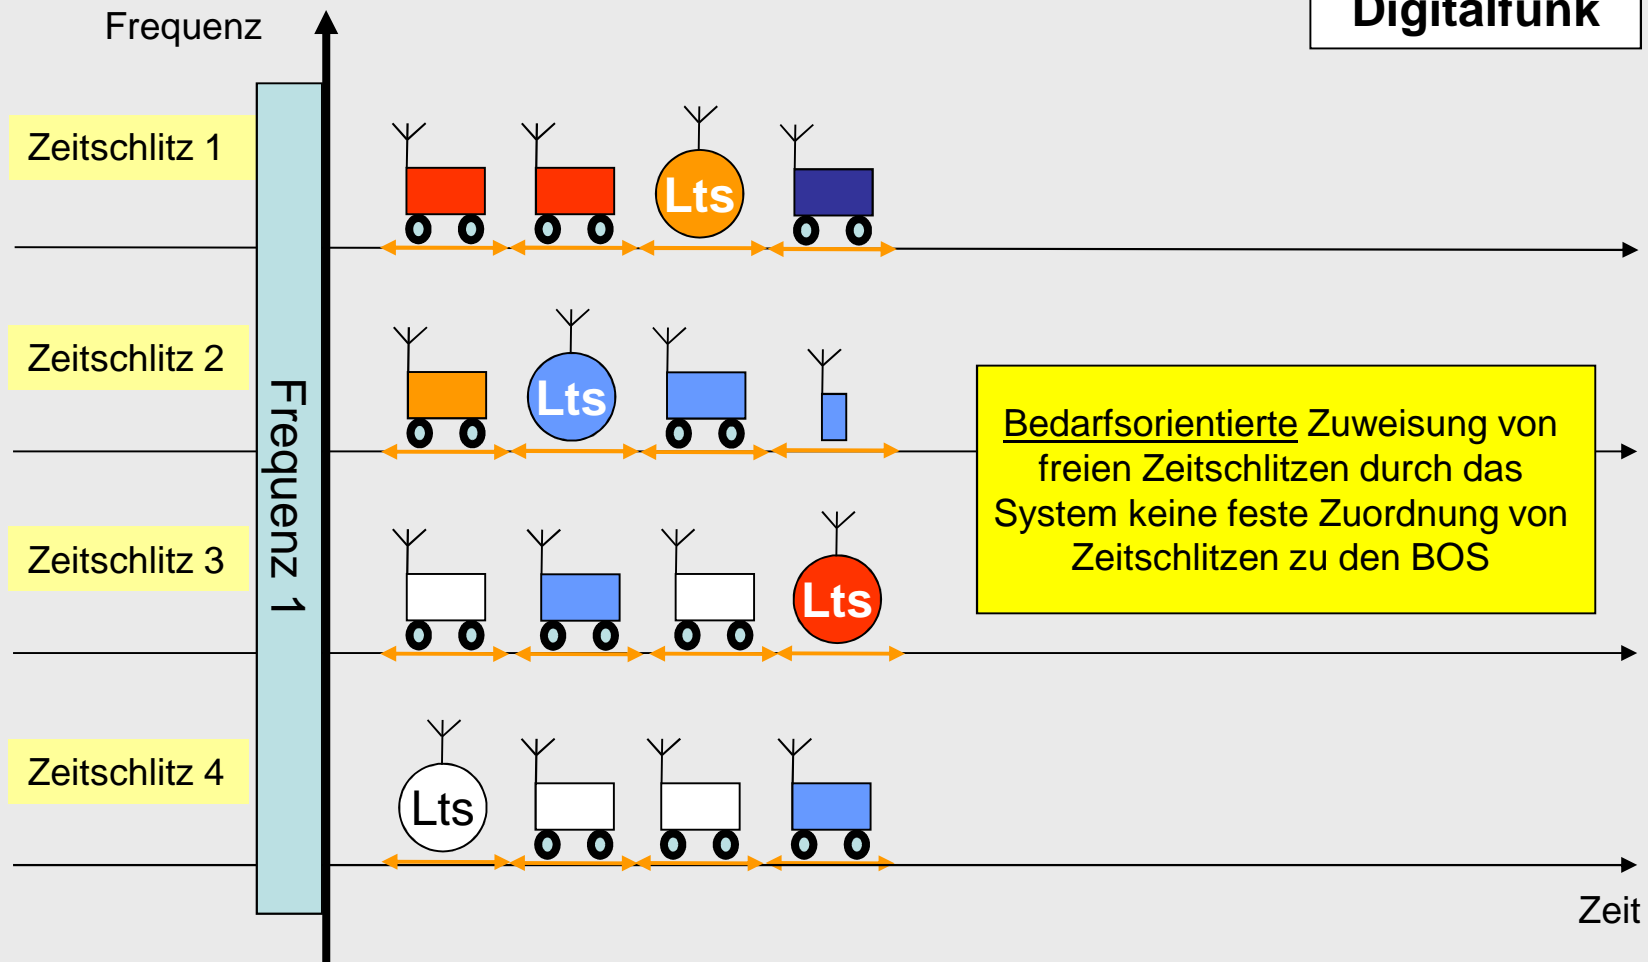 Digitalfunk
Frequenz
Zeitschlitz 1
Lts
Zeitschlitz 2
Lts
Frequenz 1
Bedarfsorientierte Zuweisung von
freien Zeitschlitzen durch das
System keine feste Zuordnung von
Zeitschlitzen zu den BOS
Zeitschlitz 3
Lts
Zeitschlitz 4
Lts
Zeit